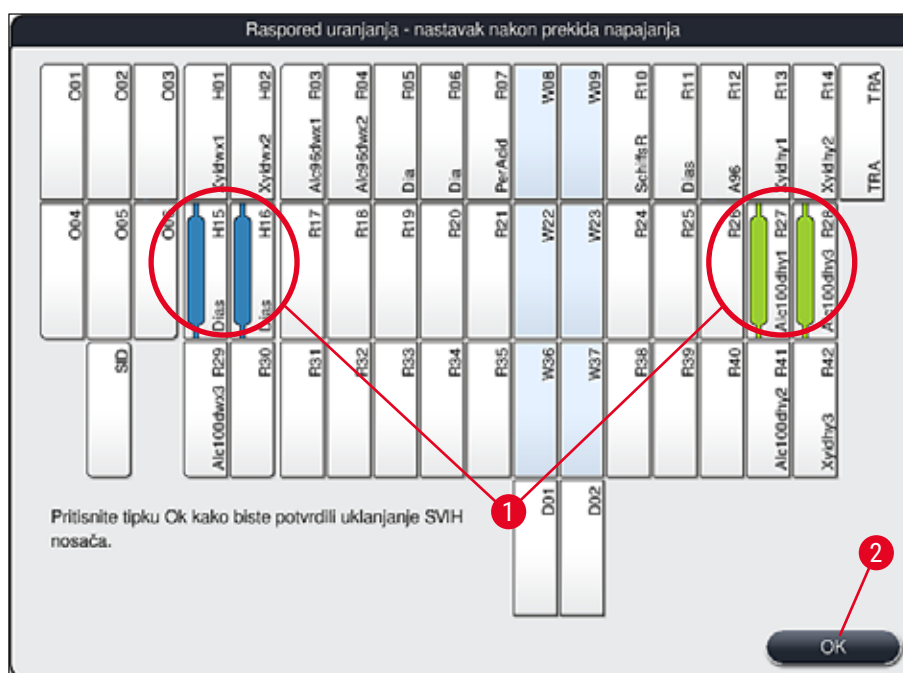 Raspored uranjanja - nastavak nakon prekida napajanja
O01
O02
O03
Xyldwx1 H01
Xyldwx2 H02
Alc96dwx1 R03
Alc96dwx2 R04
Dia R05
Dia R06
PerAcid R07
W08
W09
SchiffsR R10
Dias R11
A96 R12
Xyldhy1 R13
Xyldhy2 R14
TRA TRA
O04
O05
Dias H15
Dias H16
R17
R18
R19
R20
R21
W22
W23
R24
R25
R26
Alc100dhy1 R27
Alc100dhy3 R28
SID
Alc100dwx3 R29
R30
R31
R32
R33
R34
R35
W36
W37
R38
R39
R40
Alc100dhy2 R41
Xyldhy3 R42
D01
D02
1
Pritisnite tipku Ok kako biste potvrdili uklanjanje SVIH
nosača.
2
OK